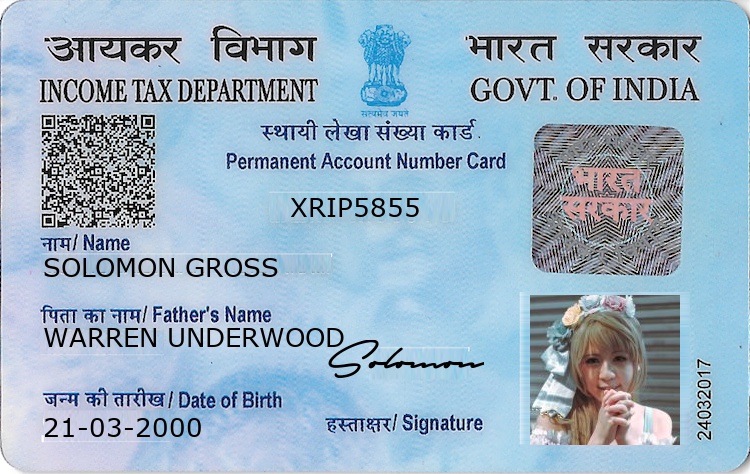 आयकर विभाग
INCOME TAX DEPARTMENT
भारत सरकार
GOVT. OF INDIA
सत्यमेव जयते
स्थायी लेखा संख्या कार्ड
Permanent Account Number Card
XRIP5855
भारत
सरकार
नाम/ Name
SOLOMON GROSS
पिता का नाम/ Father's Name
WARREN UNDERWOOD
Solomon
जन्म की तारीख/ Date of Birth
21-03-2000
हस्ताक्षर/ Signature
24032017